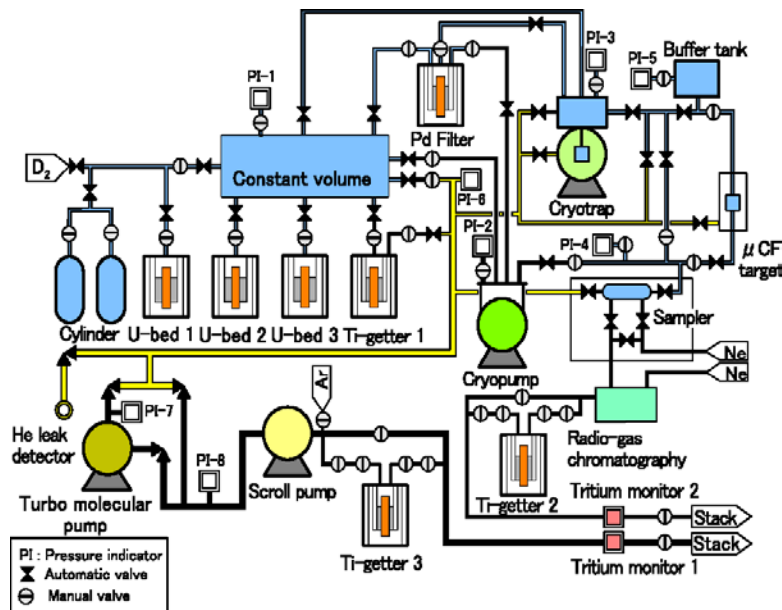 PI-3
Buffer tank
PI-5
PI-1
Pd Filter
D2
Constant volume
Cryotrap
PI-6
PI-2
PI-4
μCF
target
Cylinder
U-bed 1
U-bed 2
U-bed 3
Ti-getter 1
Sampler
Cryopump
Ne
Ne
Ar
PI-7
He leak
detector
Radio-gas
chromatography
PI-8
Scroll pump
Turbo molecular
pump
Ti-getter 2
Tritium monitor 2
Stack
Stack
Ti-getter 3
Tritium monitor 1
PI : Pressure indicator
Automatic valve
Manual valve